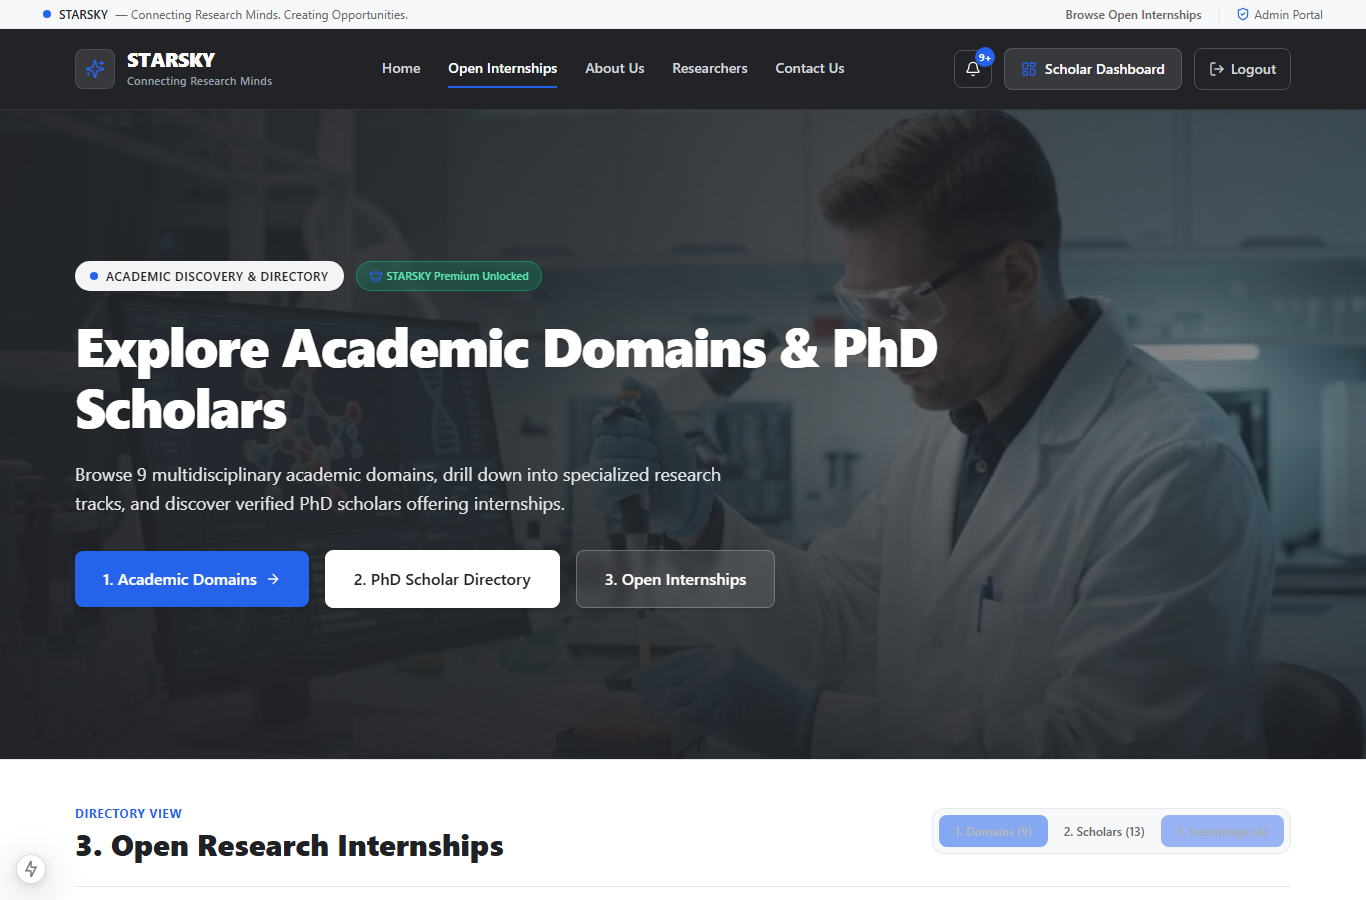 STARSKY — Connecting Research Minds. Creating Opportunities.
Browse Open Internships | Admin Portal
STARSKY
Connecting Research Minds
Home
Open Internships
About Us
Researchers
Contact Us
9+
Scholar Dashboard
Logout
ACADEMIC DISCOVERY & DIRECTORY
STARSKY Premium Unlocked
Explore Academic Domains & PhD
Scholars
Browse 9 multidisciplinary academic domains, drill down into specialized research
tracks, and discover verified PhD scholars offering internships.
1. Academic Domains →
2. PhD Scholar Directory
3. Open Internships
DIRECTORY VIEW
3. Open Research Internships
1. Domains (9)
2. Scholars (13)
3. Internships (4)